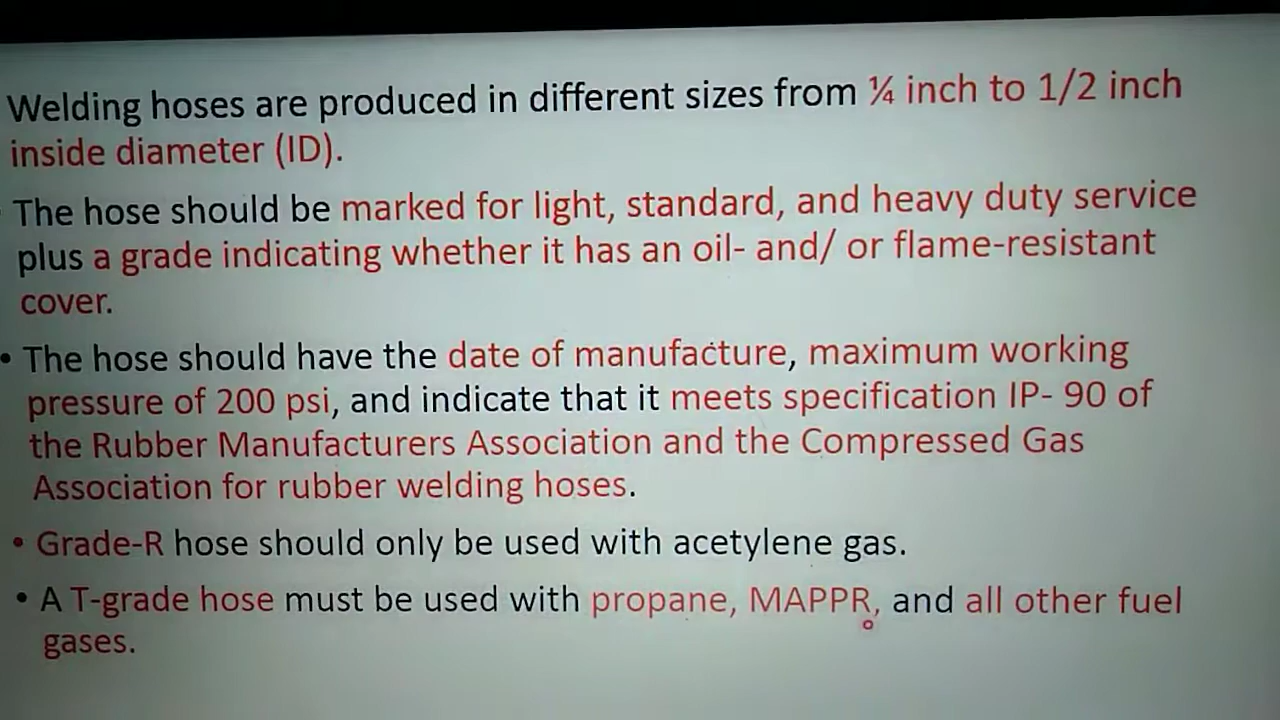 Welding hoses are produced in different sizes from ¼ inch to 1/2 inch
inside diameter (ID).
The hose should be marked for light, standard, and heavy duty service
plus a grade indicating whether it has an oil- and/ or flame-resistant
cover.
• The hose should have the date of manufacture, maximum working
pressure of 200 psi, and indicate that it meets specification IP- 90 of
the Rubber Manufacturers Association and the Compressed Gas
Association for rubber welding hoses.
• Grade-R hose should only be used with acetylene gas.
• A T-grade hose must be used with propane, MAPPR, and all other fuel
gases.